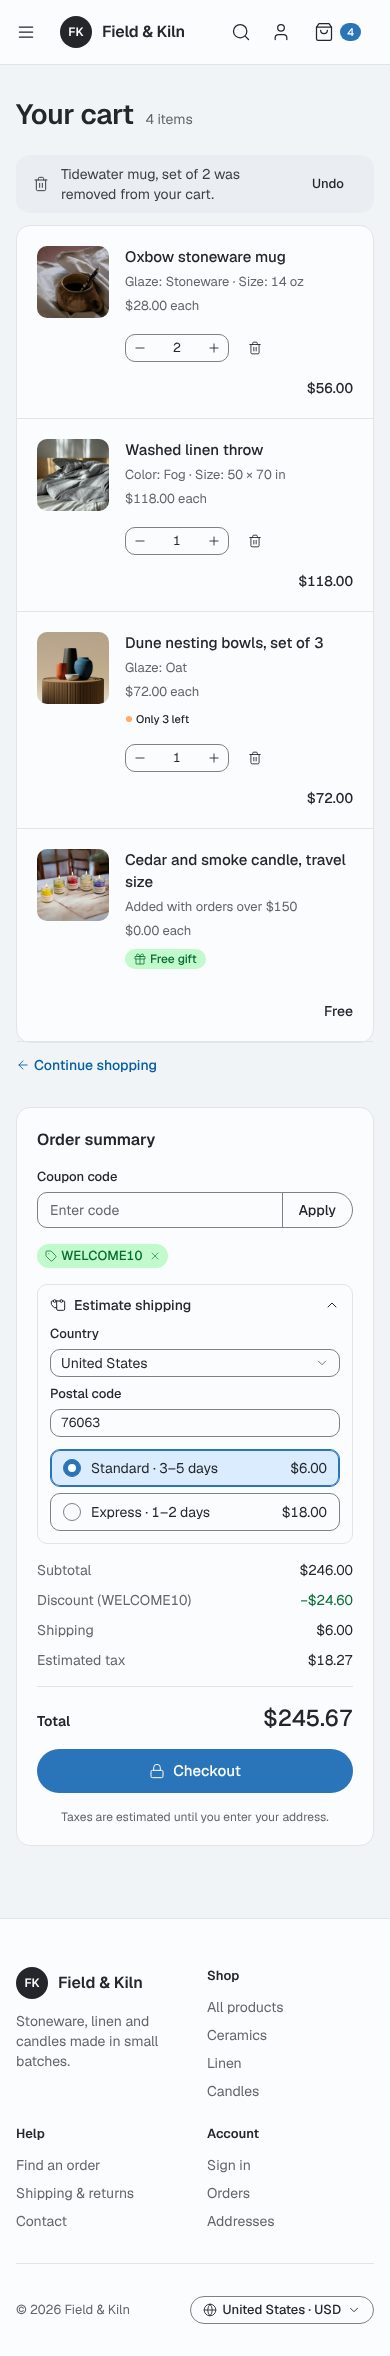 FK Field & Kiln 4
Your cart 4 items
Tidewater mug, set of 2 was
removed from your cart.
Undo
Oxbow stoneware mug
Glaze: Stoneware · Size: 14 oz
$28.00 each
2
$56.00
Washed linen throw
Color: Fog · Size: 50 × 70 in
$118.00 each
1
$118.00
Dune nesting bowls, set of 3
Glaze: Oat
$72.00 each
Only 3 left
1
$72.00
Cedar and smoke candle, travel
size
Added with orders over $150
$0.00 each
Free gift
Free
Continue shopping
Order summary
Coupon code
Enter code Apply
WELCOME10
Estimate shipping
Country
United States
Postal code
76063
Standard · 3–5 days $6.00
Express · 1–2 days $18.00
Subtotal $246.00
Discount (WELCOME10) −$24.60
Shipping $6.00
Estimated tax $18.27
Total $245.67
Checkout
Taxes are estimated until you enter your address.
FK Field & Kiln
Stoneware, linen and
candles made in small
batches.
Shop
All products
Ceramics
Linen
Candles
Help
Find an order
Shipping & returns
Contact
Account
Sign in
Orders
Addresses
© 2026 Field & Kiln
United States · USD